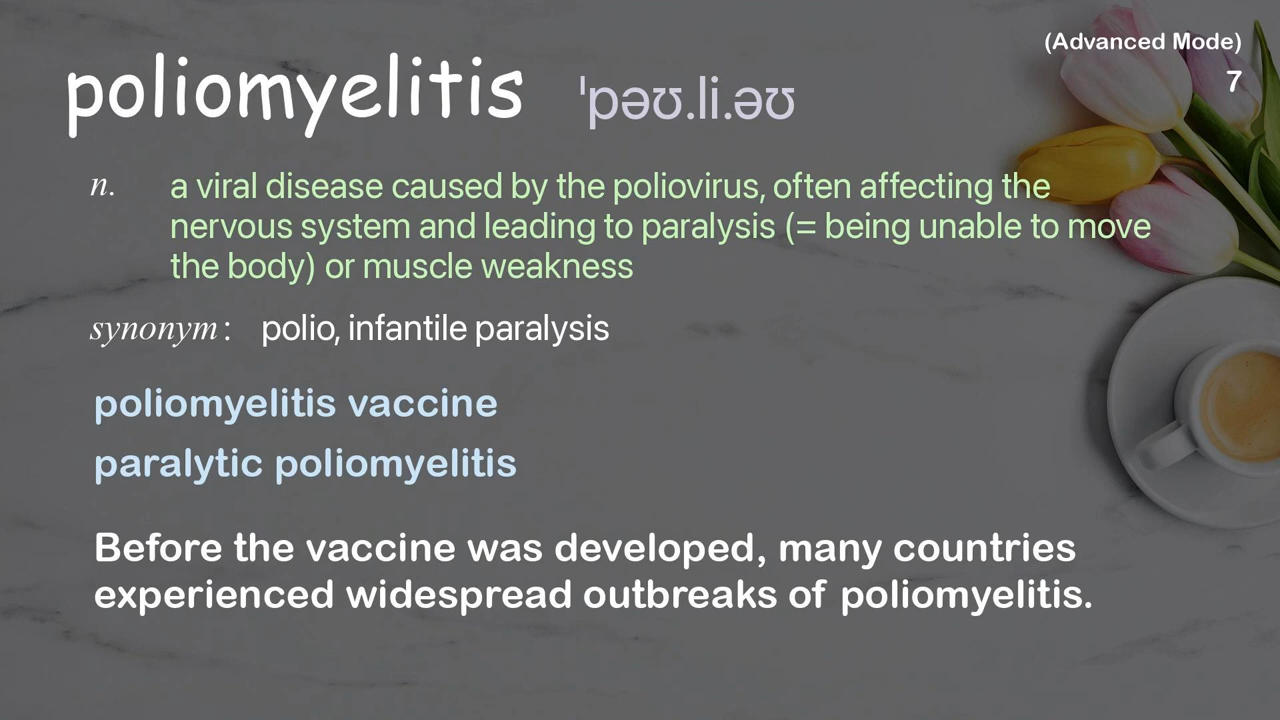 (Advanced Mode)
7
poliomyelitis ˈpəʊ.li.əʊ
n. a viral disease caused by the poliovirus, often affecting the
nervous system and leading to paralysis (= being unable to move
the body) or muscle weakness
synonym: polio, infantile paralysis
poliomyelitis vaccine
paralytic poliomyelitis
Before the vaccine was developed, many countries
experienced widespread outbreaks of poliomyelitis.